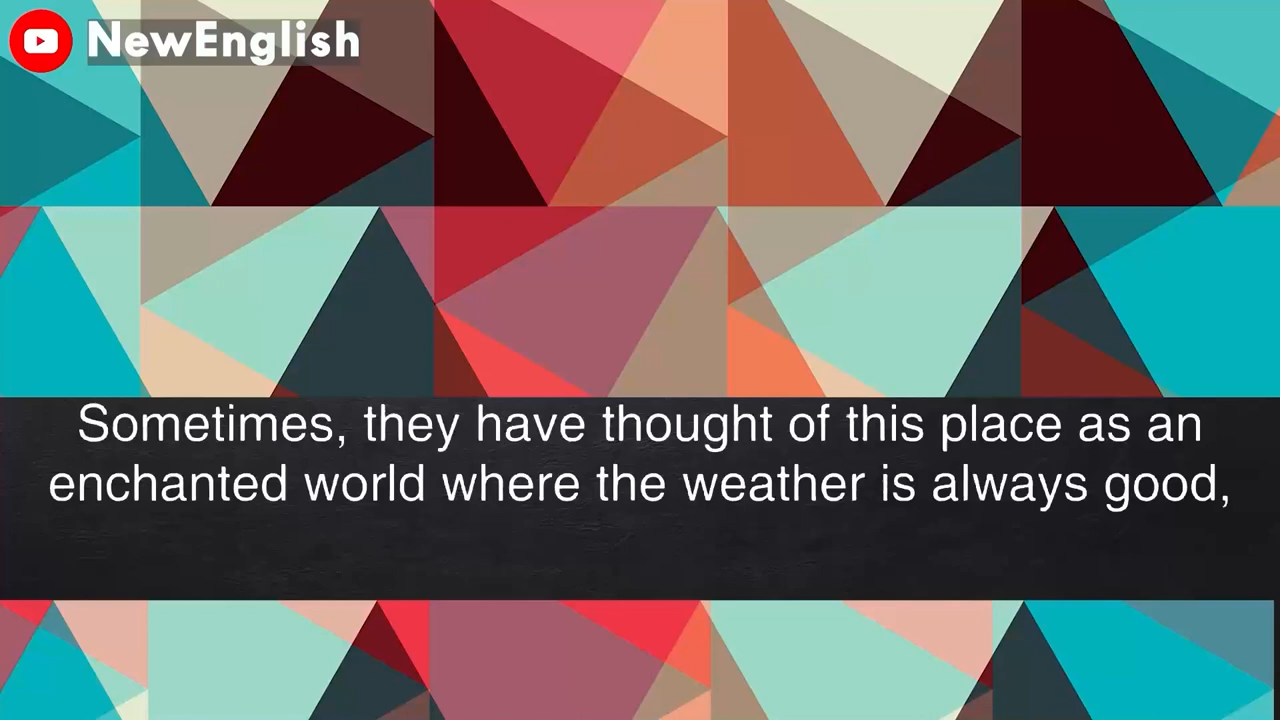 NewEnglish
Sometimes, they have thought of this place as an
enchanted world where the weather is always good,